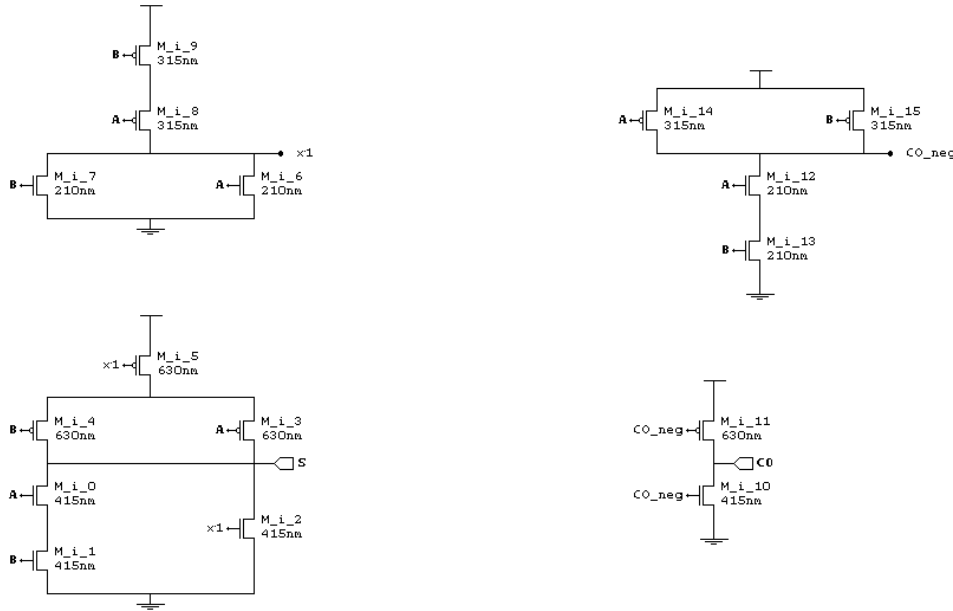 B
M_i_9
315nm
A
M_i_8
315nm
x1
B
M_i_7
210nm
A
M_i_6
210nm
A
M_i_14
315nm
B
M_i_15
315nm
CO_neg
A
M_i_12
210nm
B
M_i_13
210nm
x1
M_i_5
630nm
B
M_i_4
630nm
A
M_i_3
630nm
S
A
M_i_0
415nm
x1
M_i_2
415nm
B
M_i_1
415nm
CO_neg
M_i_11
630nm
CO
CO_neg
M_i_10
415nm